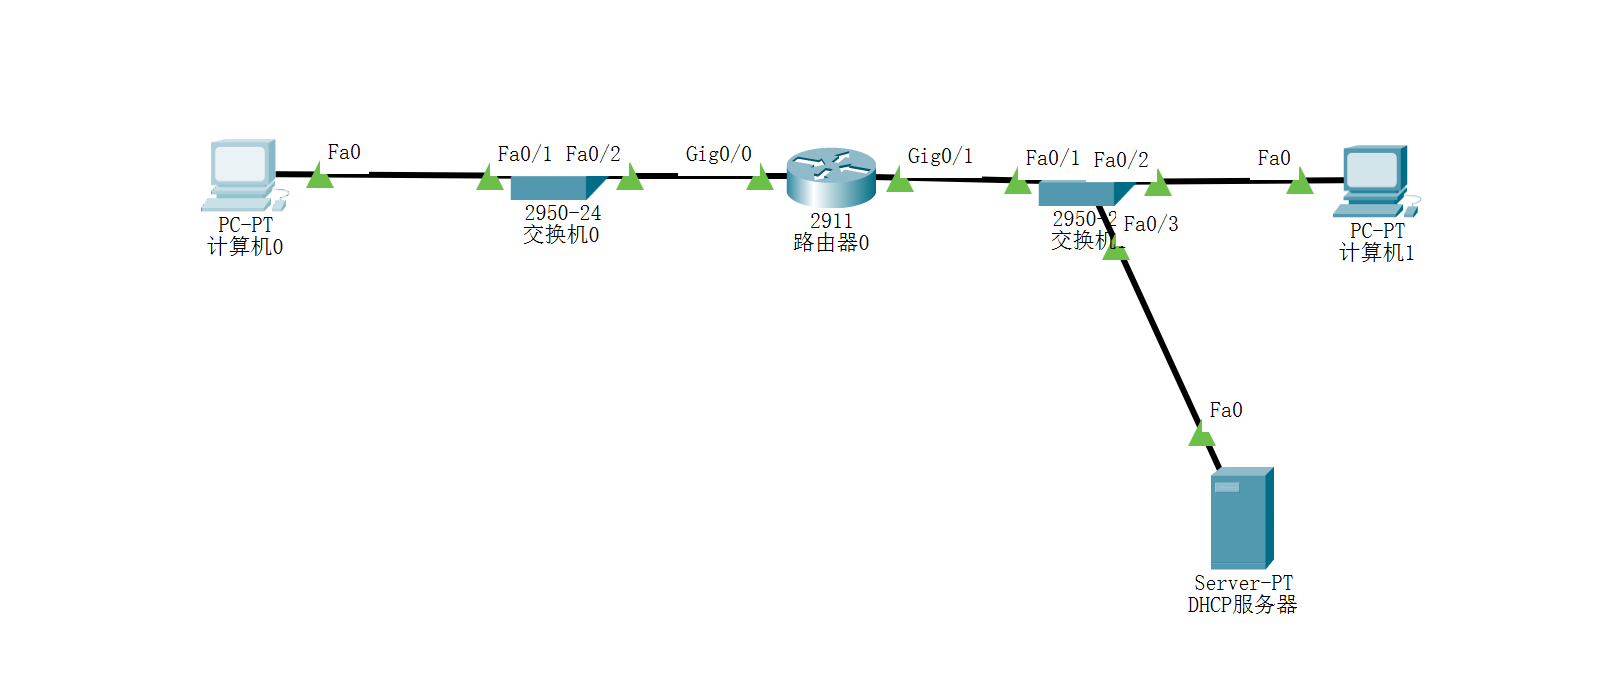 Fa0
Fa0/1 Fa0/2
Gig0/0
Gig0/1
Fa0/1
Fa0/2
Fa0
PC-PT
计算机0
2950-24
交换机0
2911
路由器0
2950-2
交换机
Fa0/3
PC-PT
计算机1
Fa0
Server-PT
DHCP服务器